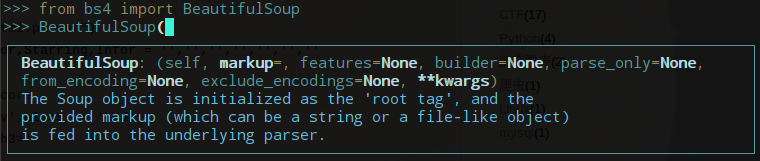 >>> from bs4 import BeautifulSoup
>>> BeautifulSoup(
CTF(17)
Python(4)
BeautifulSoup: (self, markup=, features=None, builder=None, parse_only=None,
from_encoding=None, exclude_encodings=None, **kwargs)
The Soup object is initialized as the 'root tag', and the
provided markup (which can be a string or a file-like object)
is fed into the underlying parser.
mysql(1)